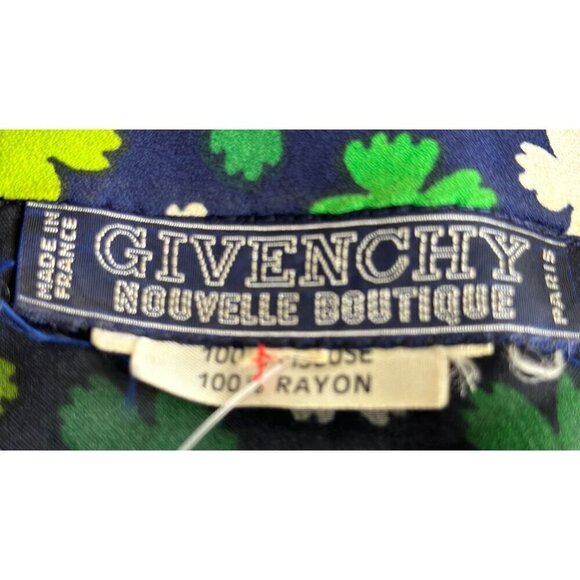 MADE IN
FRANCE
GIVENCHY
NOUVELLE BOUTIQUE
PARIS
100
100% RAYON